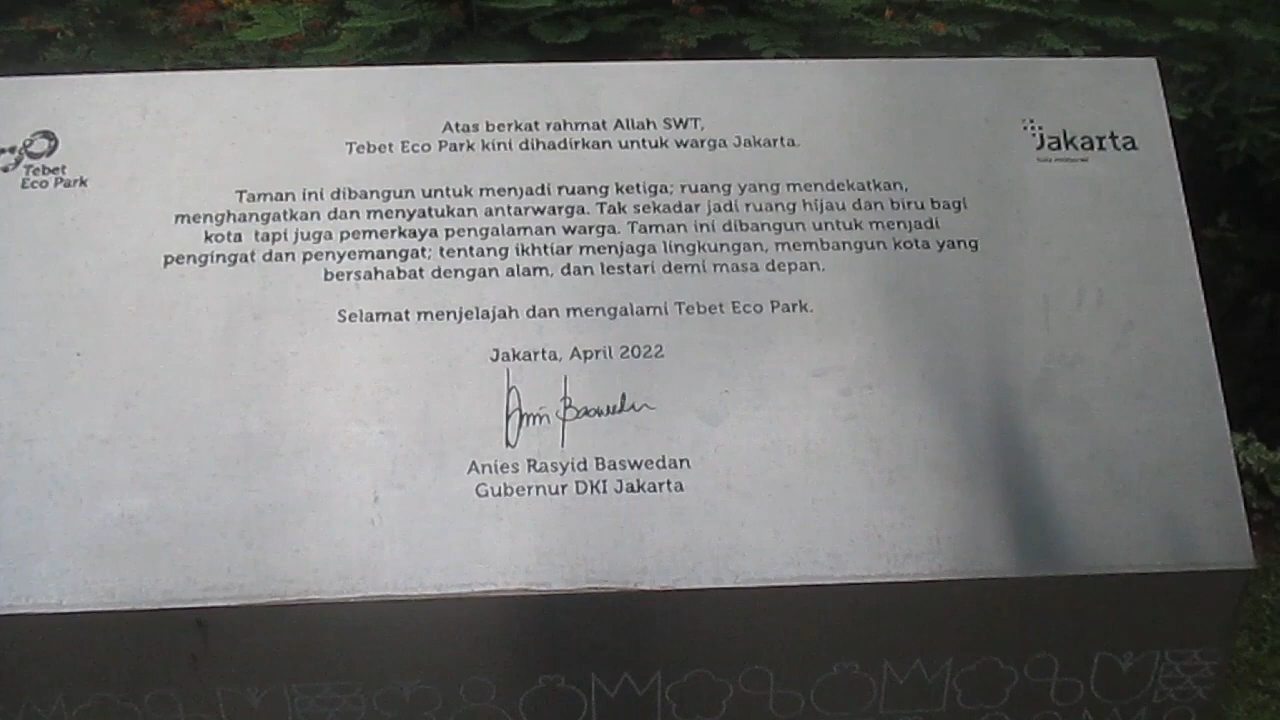 Atas berkat rahmat Allah SWT,
Tebet Eco Park kini dihadirkan untuk warga Jakarta.
Tebet
Eco Park
Jakarta
Taman ini dibangun untuk menjadi ruang ketiga; ruang yang mendekatkan,
menghangatkan dan menyatukan antarwarga. Tak sekadar jadi ruang hijau dan biru bagi
kota tapi juga pemerkaya pengalaman warga. Taman ini dibangun untuk menjadi
pengingat dan penyemangat; tentang ikhtiar menjaga lingkungan, membangun kota yang
bersahabat dengan alam, dan lestari demi masa depan.
Selamat menjelajah dan mengalami Tebet Eco Park.
Jakarta, April 2022
Anies Rasyid Baswedan
Gubernur DKI Jakarta